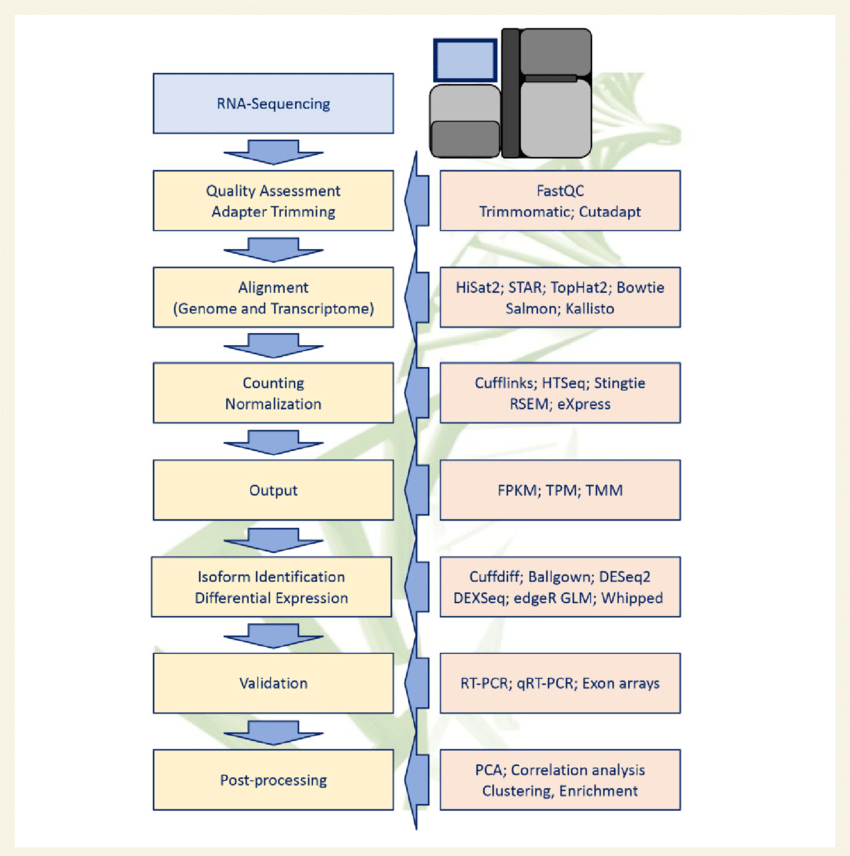 RNA-Sequencing
Quality Assessment
Adapter Trimming
FastQC
Trimmomatic; Cutadapt
Alignment
(Genome and Transcriptome)
HiSat2; STAR; TopHat2; Bowtie
Salmon; Kallisto
Counting
Normalization
Cufflinks; HTSeq; Stingtie
RSEM; eXpress
Output
FPKM; TPM; TMM
Isoform Identification
Differential Expression
Cuffdiff; Ballgown; DESeq2
DEXSeq; edgeR GLM; Whipped
Validation
RT-PCR; qRT-PCR; Exon arrays
Post-processing
PCA; Correlation analysis
Clustering, Enrichment